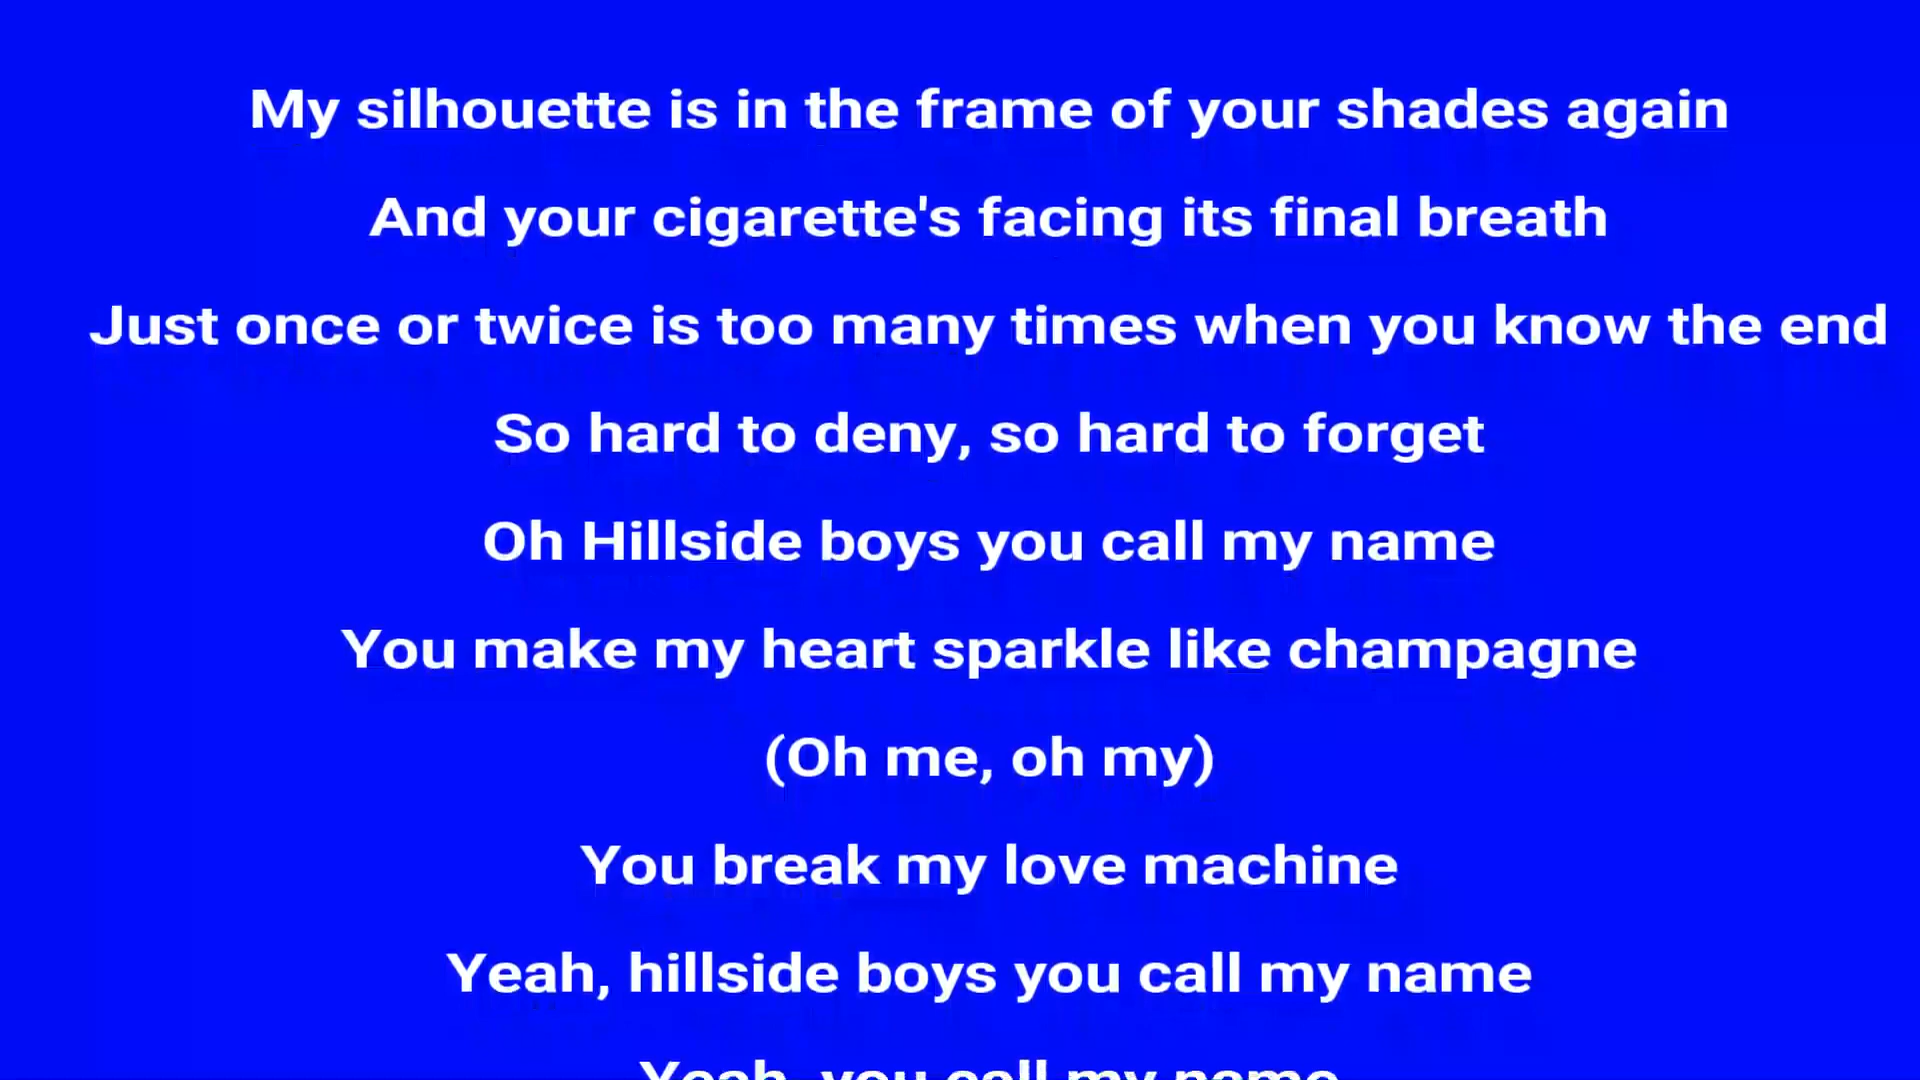 My silhouette is in the frame of your shades again
And your cigarette's facing its final breath
Just once or twice is too many times when you know the end
So hard to deny, so hard to forget
Oh Hillside boys you call my name
You make my heart sparkle like champagne
(Oh me, oh my)
You break my love machine
Yeah, hillside boys you call my name
Yeah, you call my name